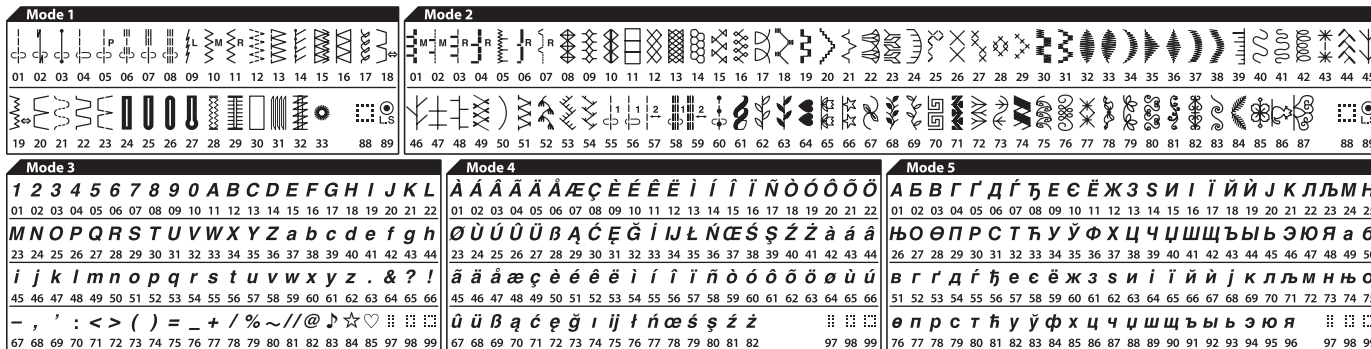 Mode 1
P L M R
01 02 03 04 05 06 07 08 09 10 11 12 13 14 15 16 17 18
L.S
19 20 21 22 23 24 25 26 27 28 29 30 31 32 33 88 89
Mode 2
M M R R R
01 02 03 04 05 06 07 08 09 10 11 12 13 14 15 16 17 18 19 20 21 22 23 24 25 26 27 28 29 30 31 32 33 34 35 36 37 38 39 40 41 42 43 44
1 1 2 1 2
46 47 48 49 50 51 52 53 54 55 56 57 58 59 60 61 62 63 64 65 66 67 68 69 70 71 72 73 74 75 76 77 78 79 80 81 82 83 84 85 86 87 88
Mode 3
1 2 3 4 5 6 7 8 9 0 A B C D E F G H I J K L
01 02 03 04 05 06 07 08 09 10 11 12 13 14 15 16 17 18 19 20 21 22
M N O P Q R S T U V W X Y Z a b c d e f g h
23 24 25 26 27 28 29 30 31 32 33 34 35 36 37 38 39 40 41 42 43 44
i j k l m n o p q r s t u v w x y z . & ? !
45 46 47 48 49 50 51 52 53 54 55 56 57 58 59 60 61 62 63 64 65 66
- , ' : < > ( ) = _ + / % ~ // @ ♪ ☆ ♡
67 68 69 70 71 72 73 74 75 76 77 78 79 80 81 82 83 84 85 97 98 99
Mode 4
À Á Â Ã Ä Å Æ Ç È É Ê Ë Ì Í Î Ï Ñ Ò Ó Ô Õ Ö
01 02 03 04 05 06 07 08 09 10 11 12 13 14 15 16 17 18 19 20 21 22
Ø Ù Ú Û Ü ß Ą Ć Ę Ğ İ IJ Ł Ń Œ Ś Ş Ź Ż à á â
23 24 25 26 27 28 29 30 31 32 33 34 35 36 37 38 39 40 41 42 43 44
ã ä å æ ç è é ê ë ì í î ï ñ ò ó ô õ ö ø ù ú
45 46 47 48 49 50 51 52 53 54 55 56 57 58 59 60 61 62 63 64 65 66
û ü ß ą ć ę ğ ı ij ł ń œ ś ş ź ż
67 68 69 70 71 72 73 74 75 76 77 78 79 80 81 82 97 98 99
Mode 5
А Б В Г Ґ Д Ѓ Ђ Е Є Ё Ж З Ѕ И І Ї Й Ѝ Ј К Л Љ М Н
01 02 03 04 05 06 07 08 09 10 11 12 13 14 15 16 17 18 19 20 21 22 23 24 25
Њ О Ө П Р С Т Ћ У Ў Ф Х Ц Ч Џ Ш Щ Ъ Ы Ь Э Ю Я а б
26 27 28 29 30 31 32 33 34 35 36 37 38 39 40 41 42 43 44 45 46 47 48 49 50
в г ґ д ѓ ђ е є ё ж з ѕ и і ї й ѝ ј к л љ м н њ о
51 52 53 54 55 56 57 58 59 60 61 62 63 64 65 66 67 68 69 70 71 72 73 74 75
ө п р с т ћ у ў ф х ц ч џ ш щ ъ ы ь э ю я
76 77 78 79 80 81 82 83 84 85 86 87 88 89 90 91 92 93 94 95 96 97 98